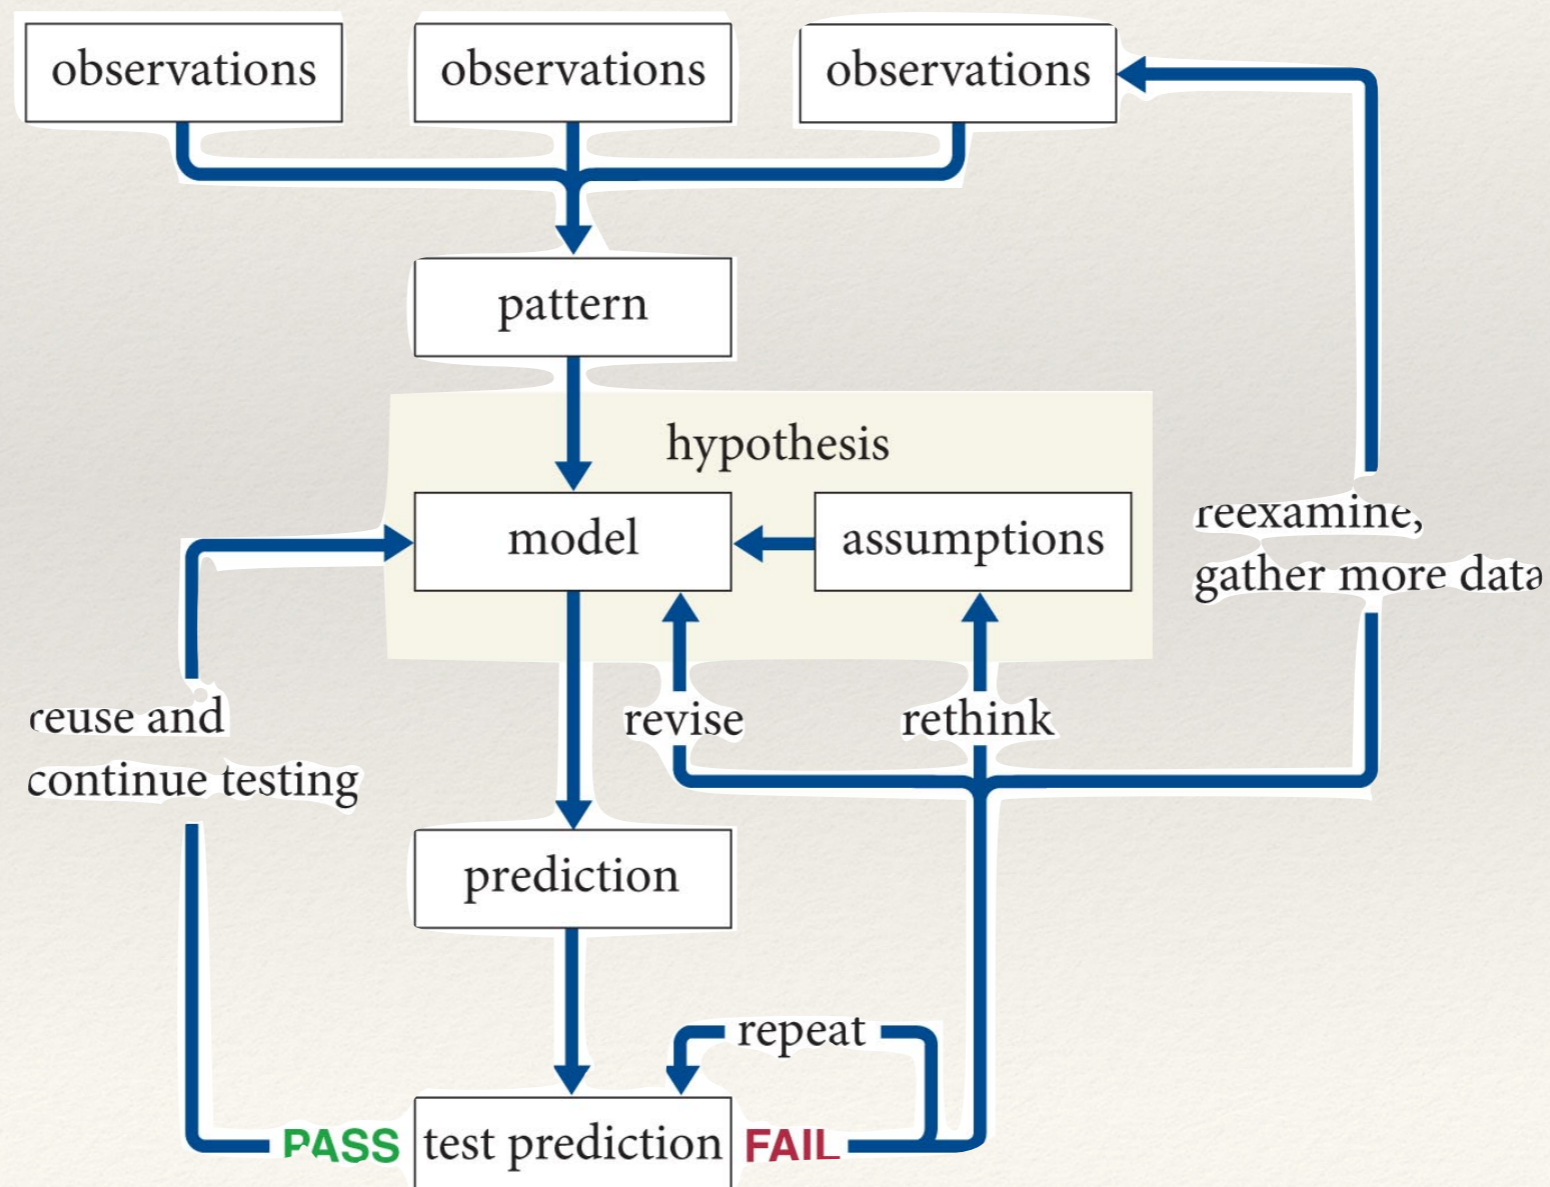 observations
observations
observations
pattern
hypothesis
model
assumptions
reexamine,
gather more data
reuse and
continue testing
revise
rethink
prediction
repeat
PASS
test prediction
FAIL